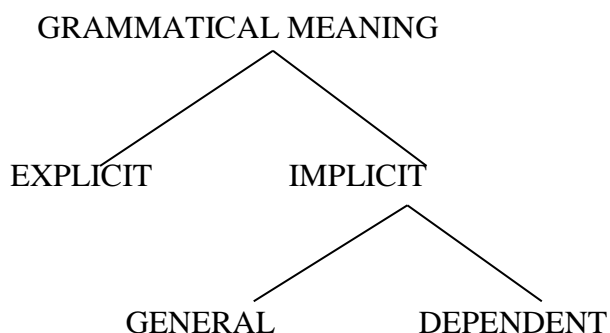 GRAMMATICAL MEANING
EXPLICIT IMPLICIT
GENERAL DEPENDENT